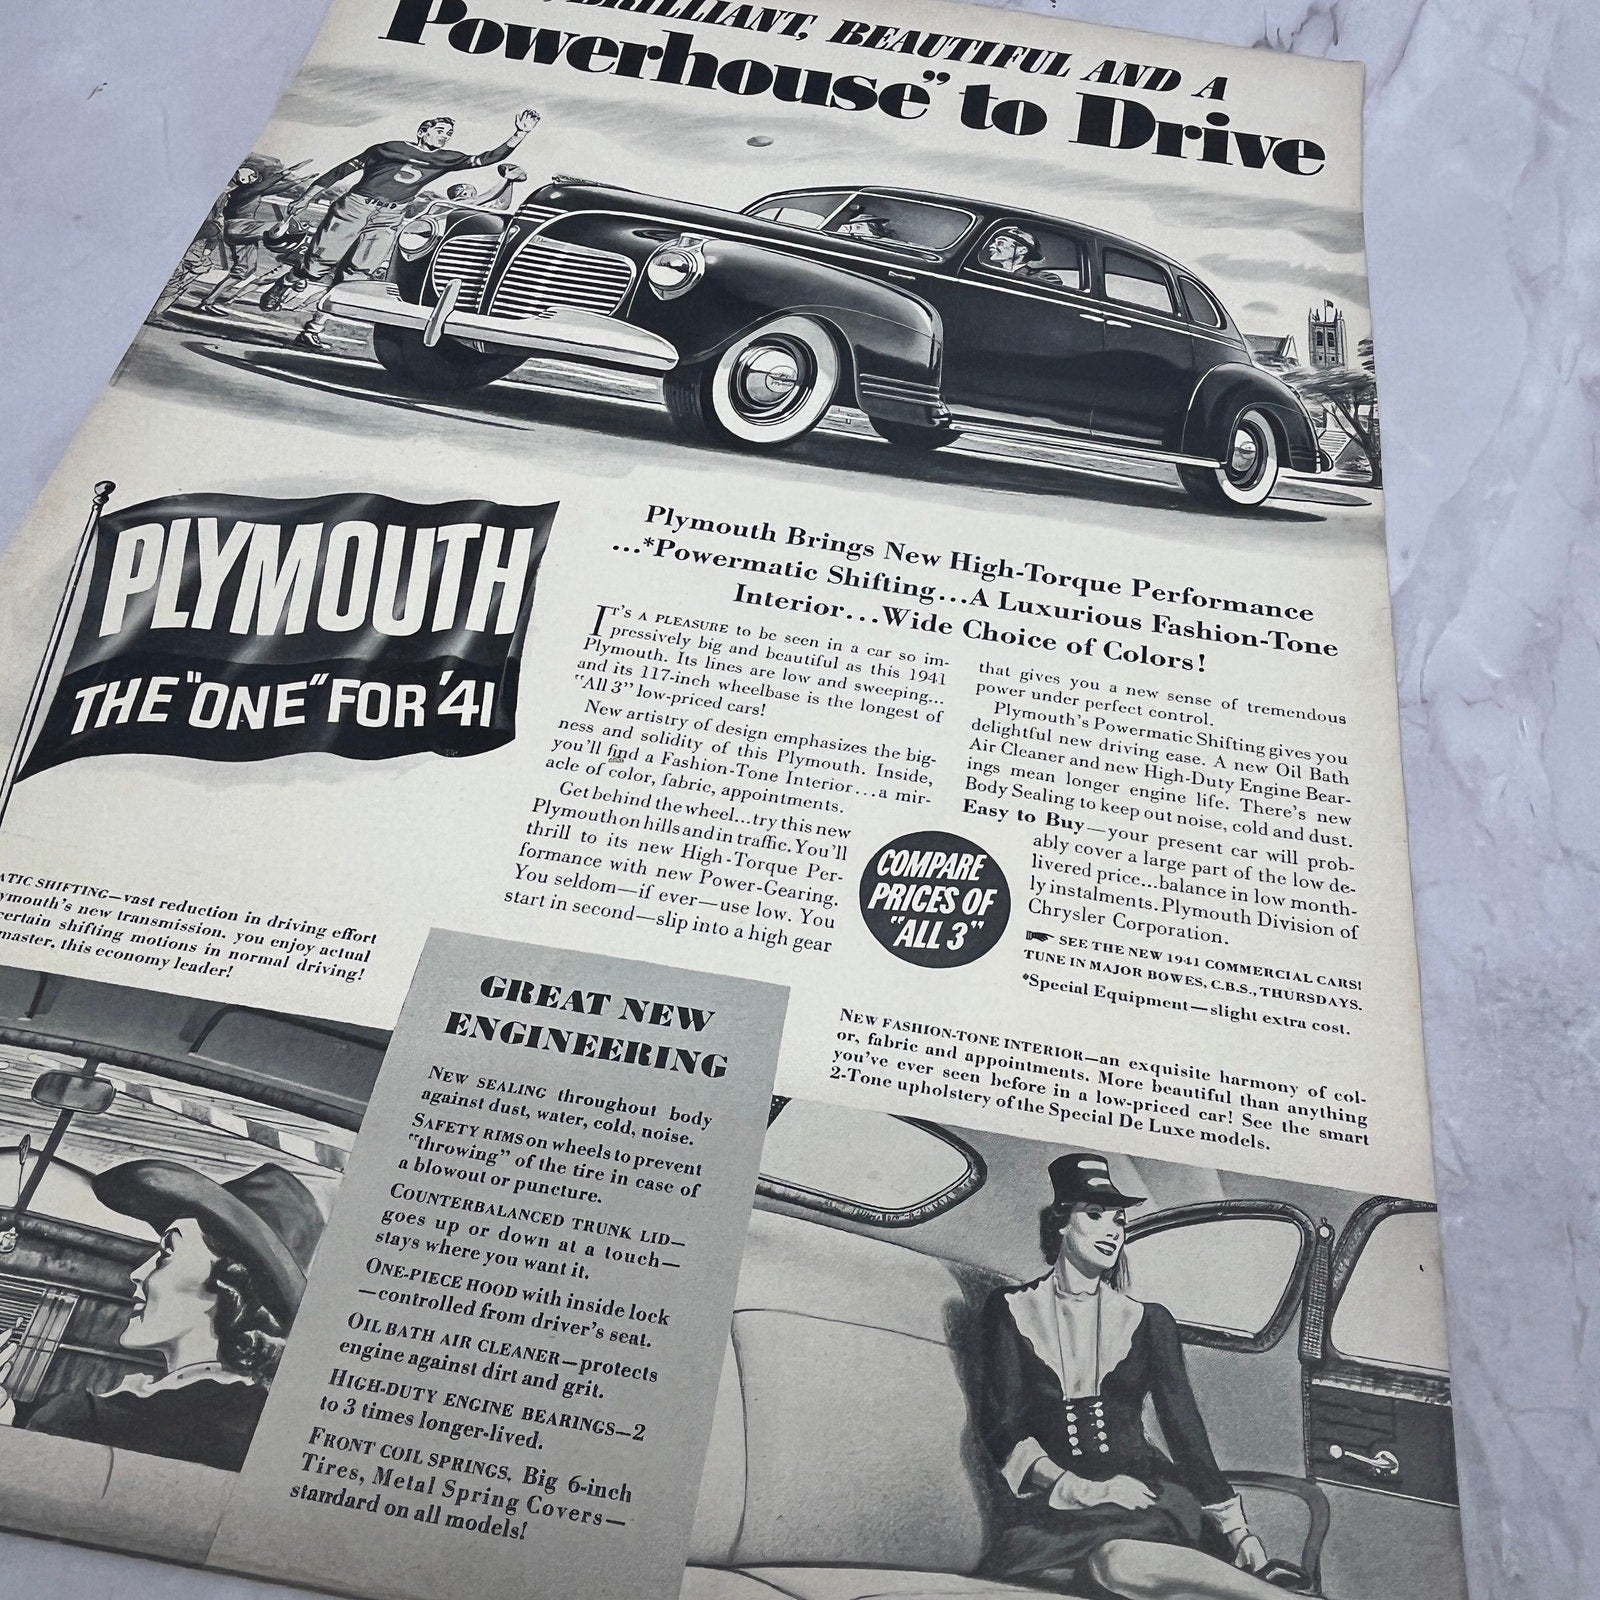 BRILLIANT, BEAUTIFUL AND A
Powerhouse" to Drive
5
PLYMOUTH
THE "ONE" FOR '41
Plymouth Brings New High-Torque Performance
...*Powermatic Shifting...A Luxurious Fashion-Tone
Interior...Wide Choice of Colors!
IT'S A PLEASURE to be seen in a car so im-
pressively big and beautiful as this 1941
Plymouth. Its lines are low and sweeping...
and its 117-inch wheelbase is the longest of
"All 3" low-priced cars!
New artistry of design emphasizes the big-
ness and solidity of this Plymouth. Inside,
you'll find a Fashion-Tone Interior...a mir-
acle of color, fabric, appointments.
Get behind the wheel...try this new
Plymouth on hills and in traffic. You'll
thrill to its new High-Torque Per-
formance with new Power-Gearing.
You seldom—if ever—use low. You
start in second—slip into a high gear
that gives you a new sense of tremendous
power under perfect control.
Plymouth's Powermatic Shifting gives you
delightful new driving ease. A new Oil Bath
Air Cleaner and new High-Duty Engine Bear-
ings mean longer engine life. There's new
Body Sealing to keep out noise, cold and dust.
Easy to Buy—your present car will prob-
ably cover a large part of the low de-
livered price...balance in low month-
ly instalments. Plymouth Division of
Chrysler Corporation.
SEE THE NEW 1941 COMMERCIAL CARS!
TUNE IN MAJOR BOWES, C.B.S., THURSDAYS.
*Special Equipment—slight extra cost.
COMPARE
PRICES OF
"ALL 3"
SHIFTING—vast reduction in driving effort
new transmission, you enjoy actual
certain shifting motions in normal driving!
master, this economy leader!
GREAT NEW
ENGINEERING
NEW SEALING throughout body
against dust, water, cold, noise.
SAFETY RIMS on wheels to prevent
"throwing" of the tire in case of
a blowout or puncture.
COUNTERBALANCED TRUNK LID—
goes up or down at a touch—
stays where you want it.
ONE-PIECE HOOD with inside lock
—controlled from driver's seat.
OIL BATH AIR CLEANER—protects
engine against dirt and grit.
HIGH-DUTY ENGINE BEARINGS—2
to 3 times longer-lived.
FRONT COIL SPRINGS, Big 6-inch
Tires, Metal Spring Covers—
standard on all models!
NEW FASHION-TONE INTERIOR—an exquisite harmony of col-
or, fabric and appointments. More beautiful than anything
you've ever seen before in a low-priced car! See the smart
2-Tone upholstery of the Special De Luxe models.